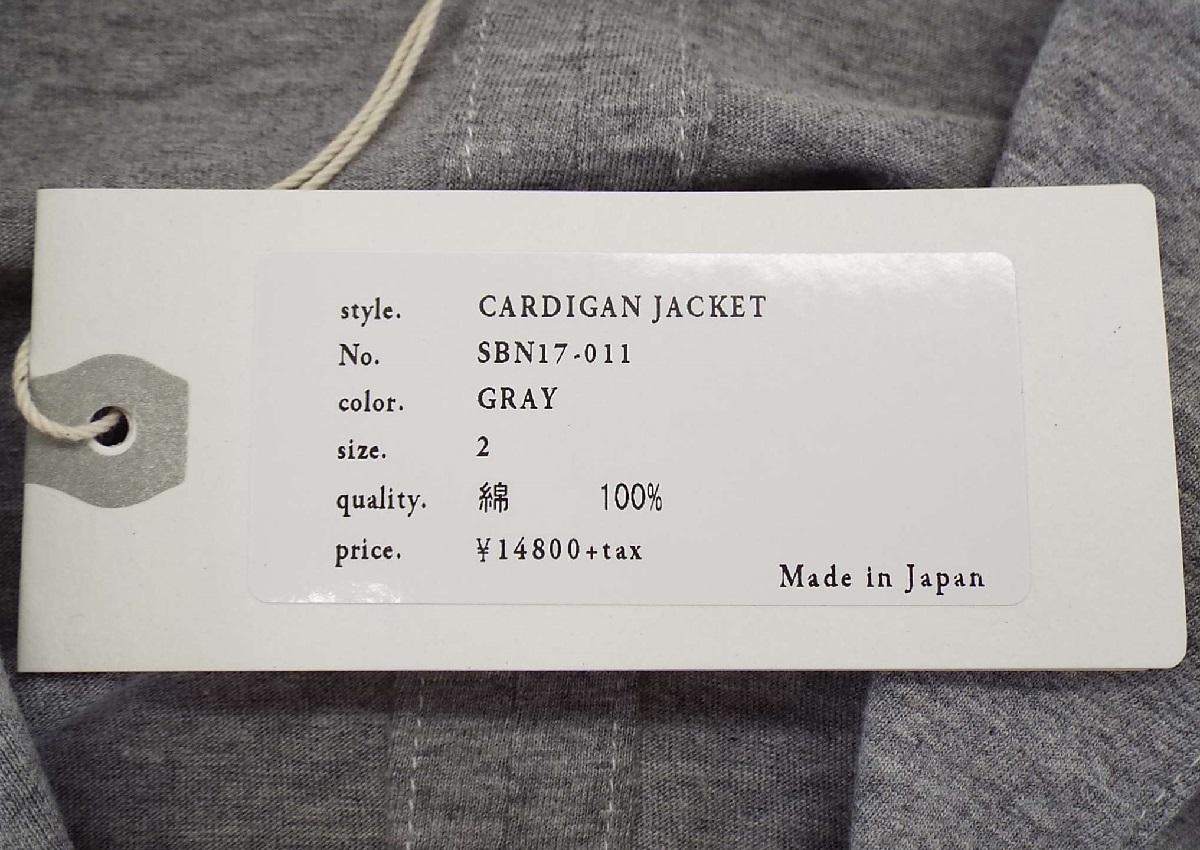 style. CARDIGAN JACKET
No. SBN17-011
color. GRAY
size. 2
quality. 綿 100%
price. ¥14800+tax
Made in Japan